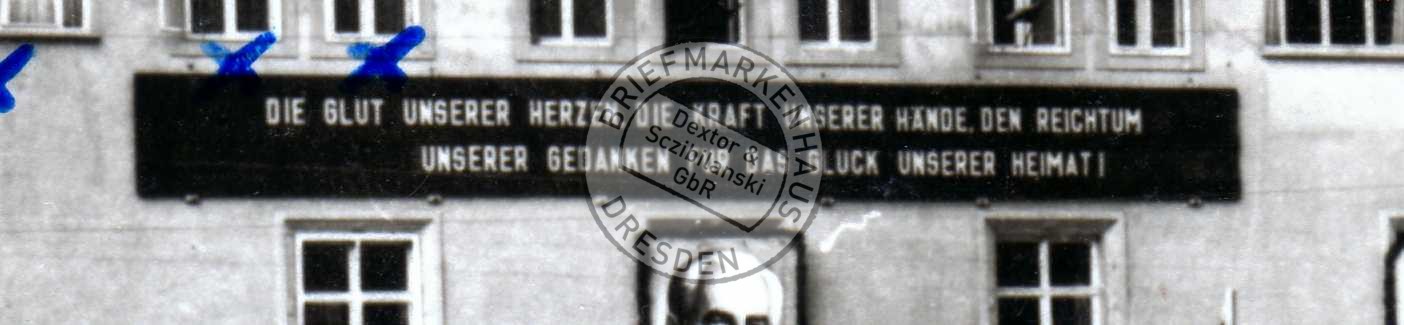 DIE GLUT UNSERER HERZEN, DIE KRAFT UNSERER HÄNDE, DEN REICHTUM
UNSERER GEDANKEN FÜR DAS GLÜCK UNSERER HEIMAT!
BRIEFMARKENHAUS
Dextor &
Sczibilanski
GbR
DRESDEN